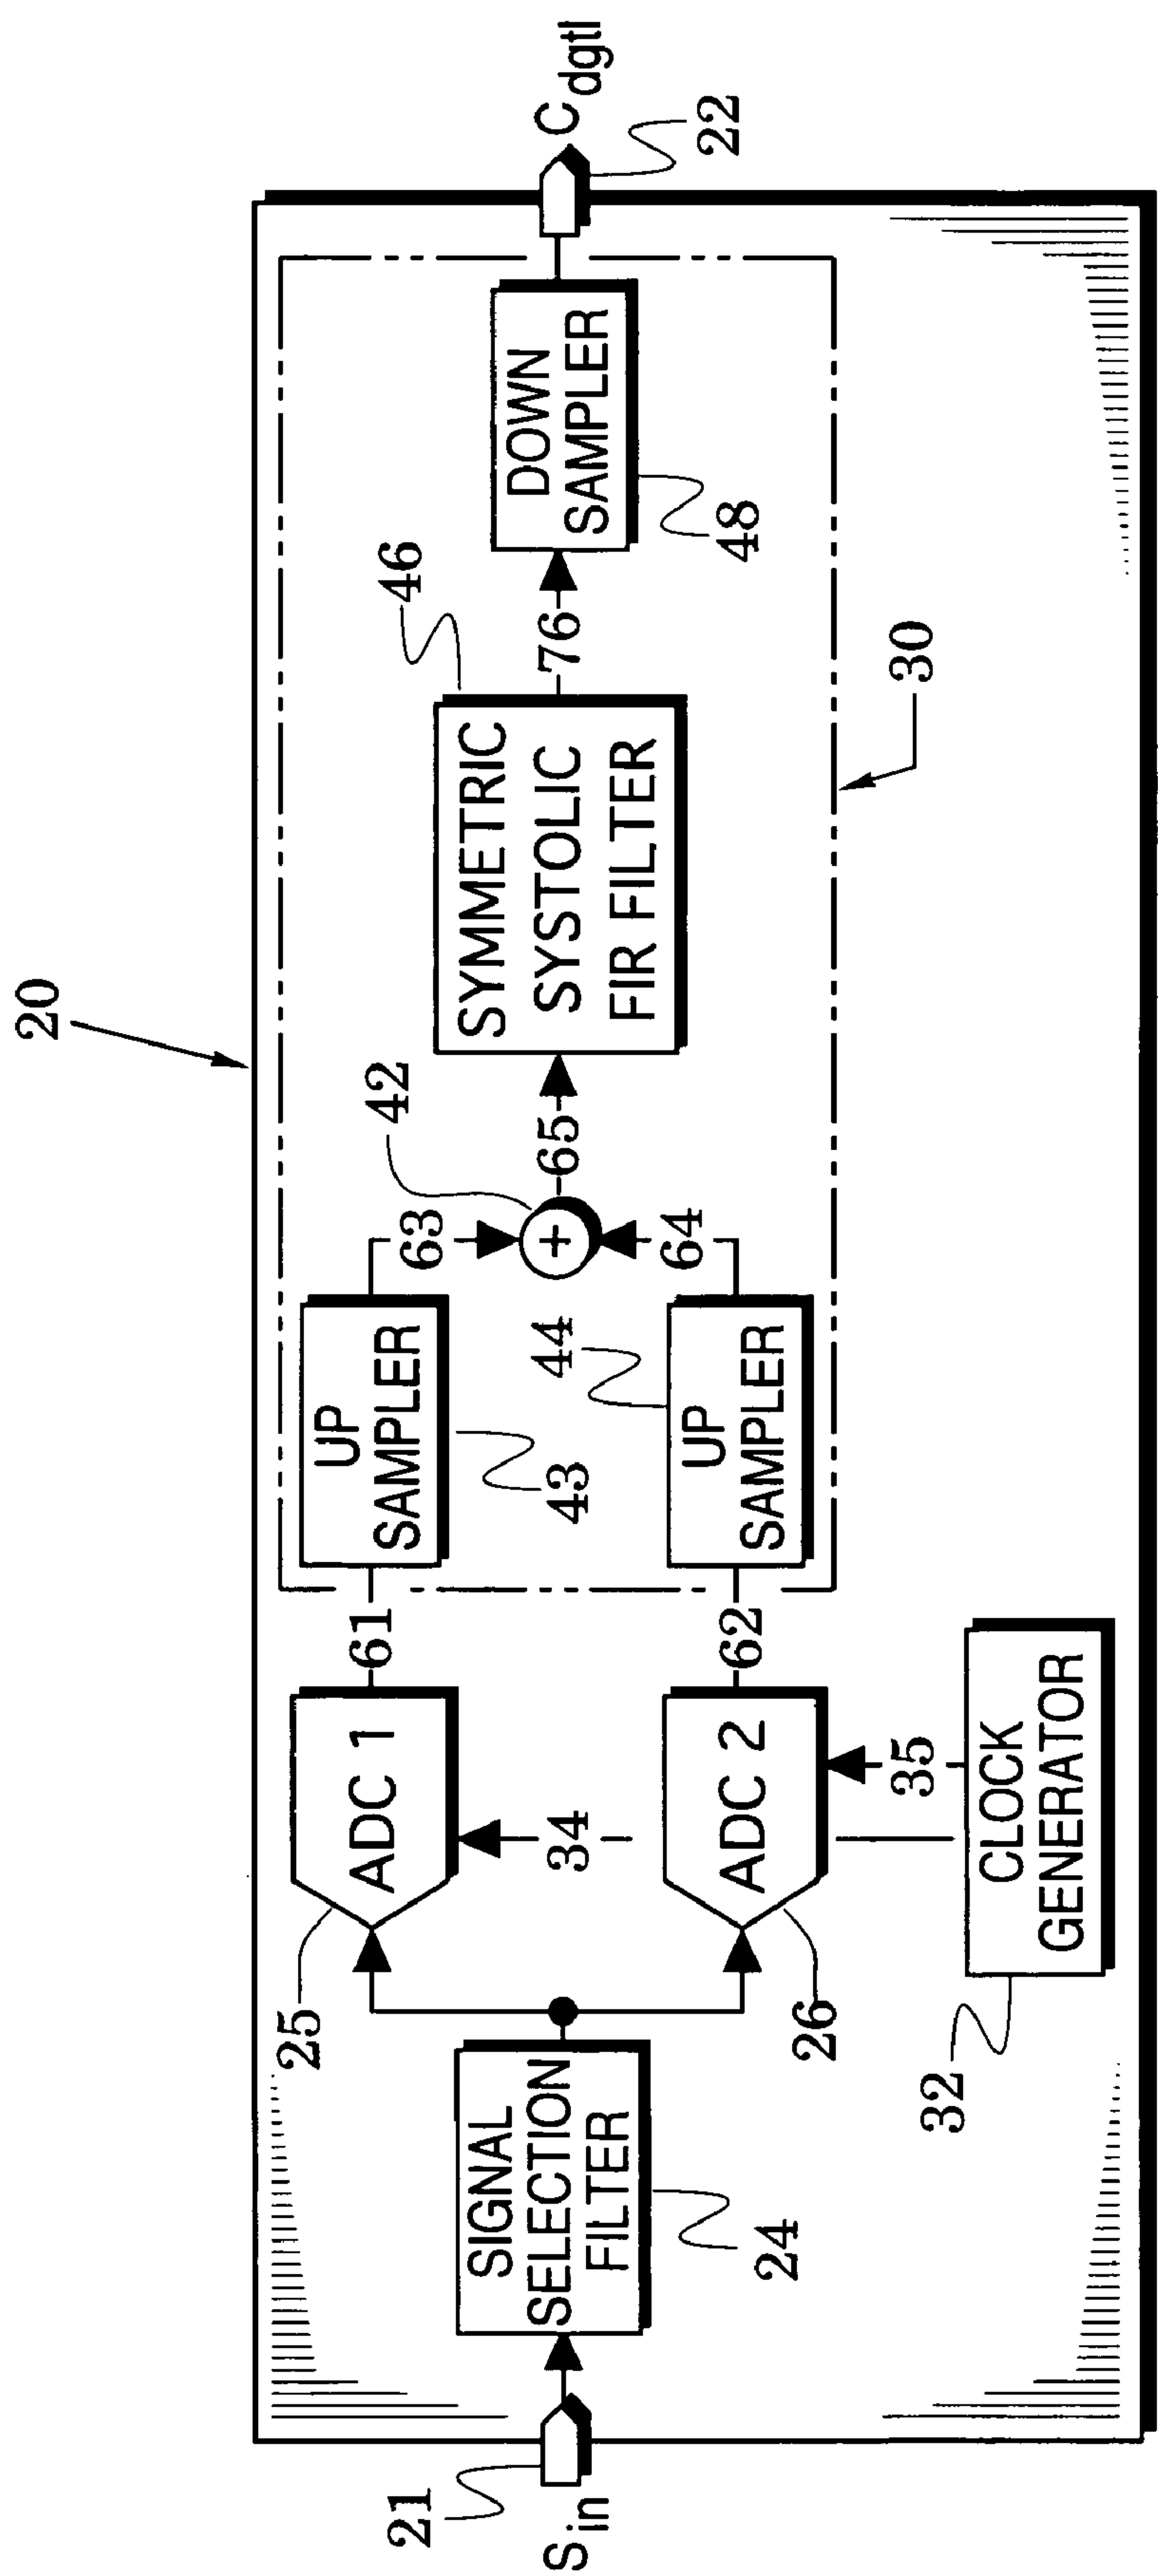 20
S in
21
SIGNAL
SELECTION
FILTER
24
25
ADC 1
61
UP
SAMPLER
43
63
34
26
ADC 2
62
UP
SAMPLER
44
64
35
32
CLOCK
GENERATOR
42
+
65
SYMMETRIC
SYSTOLIC
FIR FILTER
46
76
DOWN
SAMPLER
48
30
C dgtl
22